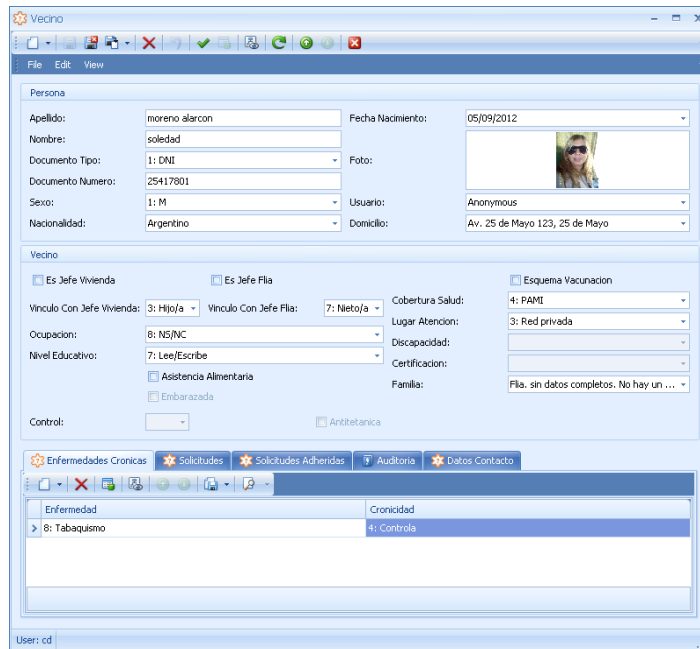 Vecino
File Edit View
Persona
Apellido: moreno alarcon Fecha Nacimiento: 05/09/2012
Nombre: soledad
Documento Tipo: 1: DNI Foto:
Documento Numero: 25417801
Sexo: 1: M Usuario: Anonymous
Nacionalidad: Argentino Domicilio: Av. 25 de Mayo 123, 25 de Mayo
Vecino
Es Jefe Vivienda Es Jefe Flia Esquema Vacunacion
Vinculo Con Jefe Vivienda: 3: Hijo/a Vinculo Con Jefe Flia: 7: Nieto/a Cobertura Salud: 4: PAMI
Lugar Atencion: 3: Red privada
Ocupacion: 8: NS/NC Discapacidad:
Nivel Educativo: 7: Lee/Escribe Certificacion:
Asistencia Alimentaria Familia: Flia. sin datos completos. No hay un ...
Embarazada
Control: Antitetanica
Enfermedades Cronicas Solicitudes Solicitudes Adheridas Auditoria Datos Contacto
Enfermedad Cronicidad
8: Tabaquismo 4: Controla
User: cd